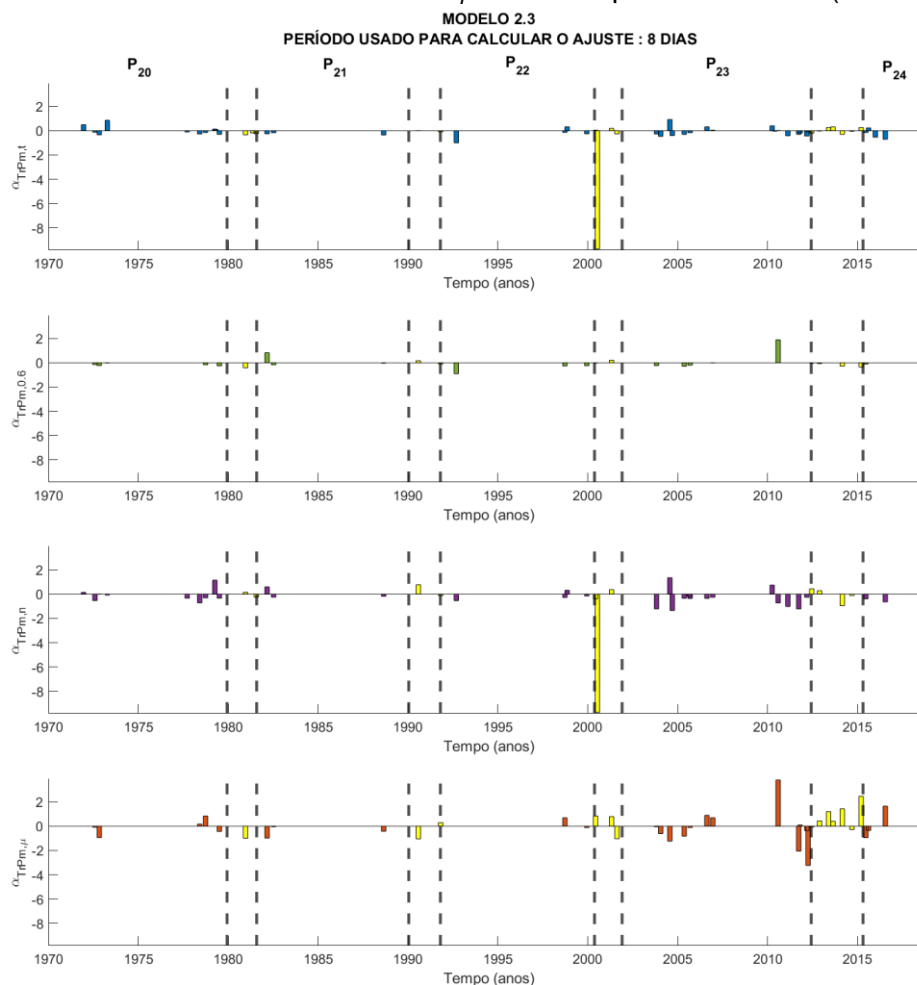 MODELO 2.3
PERÍODO USADO PARA CALCULAR O AJUSTE : 8 DIAS
P20 P21 P22 P23 P24
2
0
-2
-4
-6
-8
αTrPm,t
1970 1975 1980 1985 1990 1995 2000 2005 2010 2015
Tempo (anos)
2
0
-2
-4
-6
-8
αTrPm,0.6
1970 1975 1980 1985 1990 1995 2000 2005 2010 2015
Tempo (anos)
2
0
-2
-4
-6
-8
αTrPm,n
1970 1975 1980 1985 1990 1995 2000 2005 2010 2015
Tempo (anos)
2
0
-2
-4
-6
-8
αTrPm,μ
1970 1975 1980 1985 1990 1995 2000 2005 2010 2015
Tempo (anos)